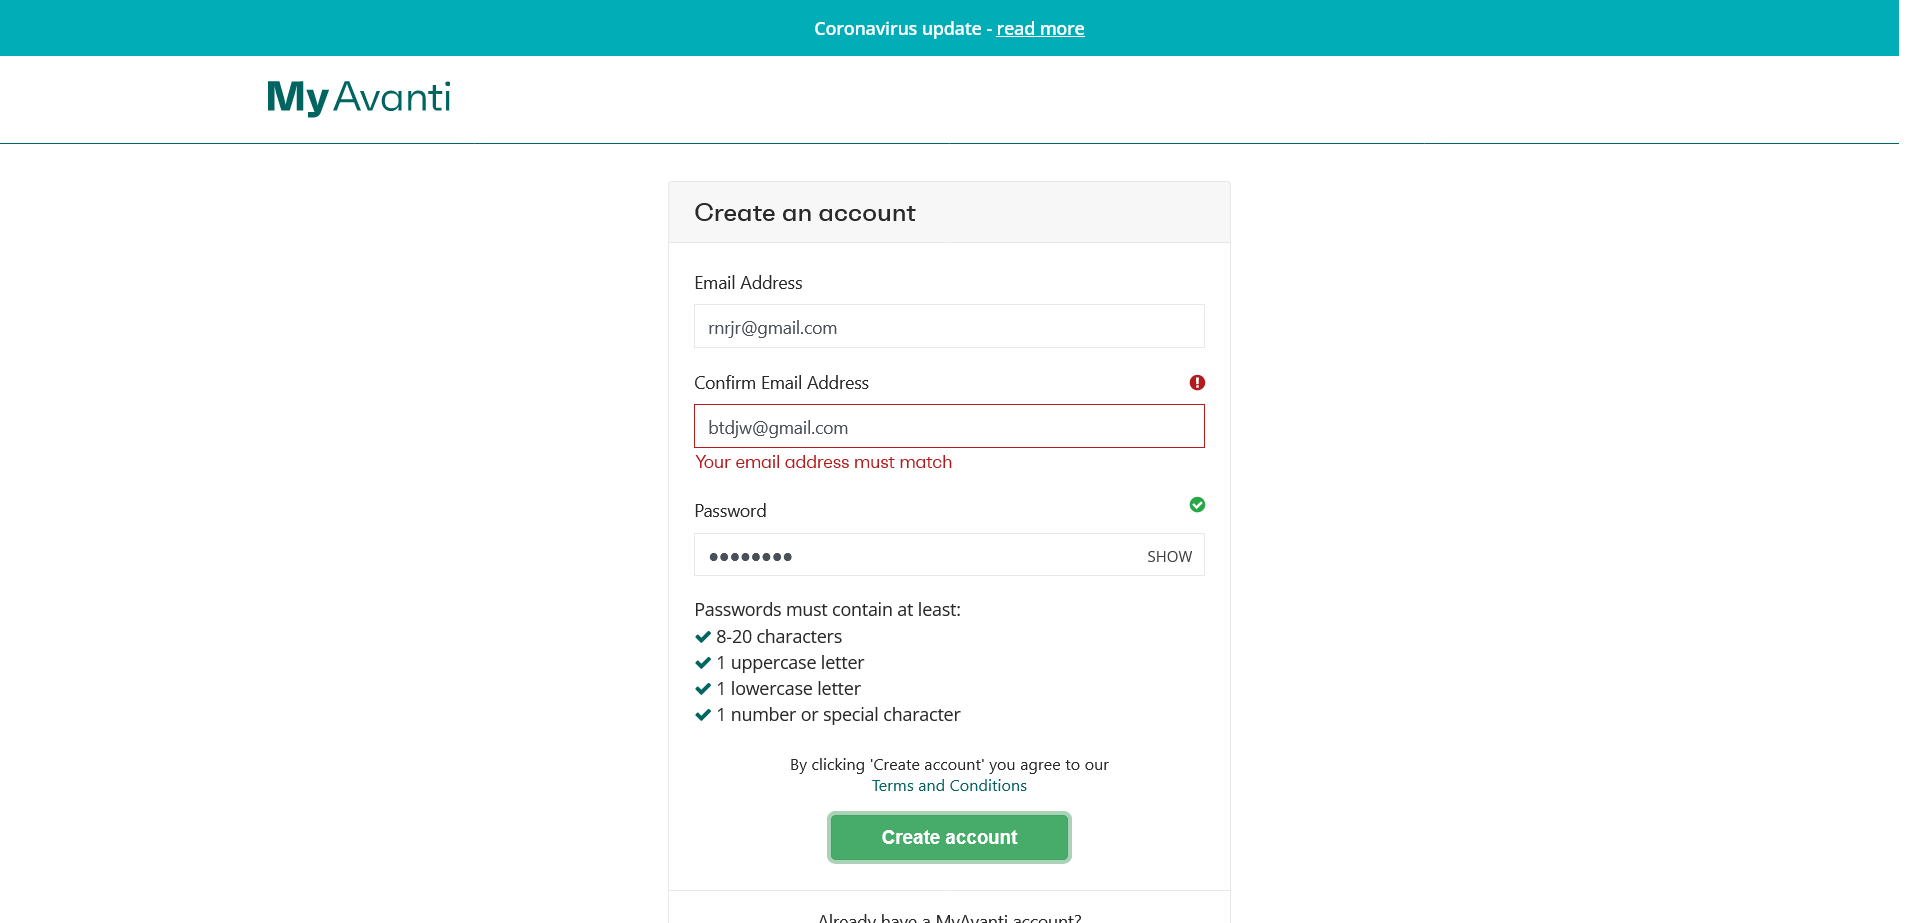 Coronavirus update - read more
MyAvanti
Create an account
Email Address
rnrjr@gmail.com
Confirm Email Address
btdjw@gmail.com
Your email address must match
Password
●●●●●●●● SHOW
Passwords must contain at least:
8-20 characters
1 uppercase letter
1 lowercase letter
1 number or special character
By clicking 'Create account' you agree to our
Terms and Conditions
Create account
Already have a MyAvanti account?